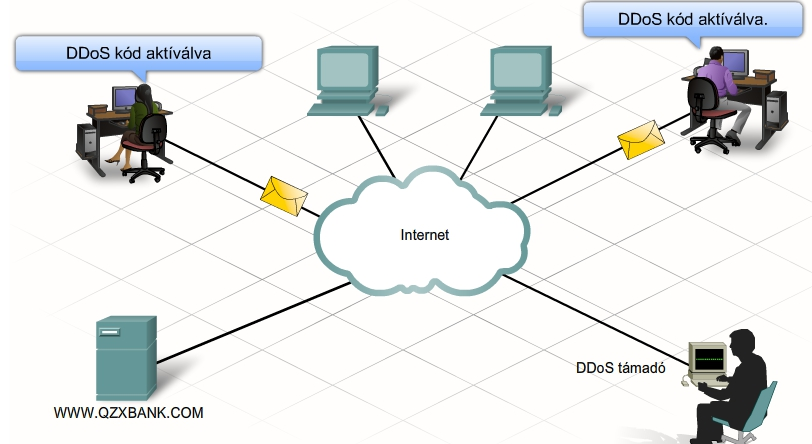 DDoS kód aktíválva.
DDoS kód aktíválva
Internet
DDoS támadó
WWW.QZXBANK.COM